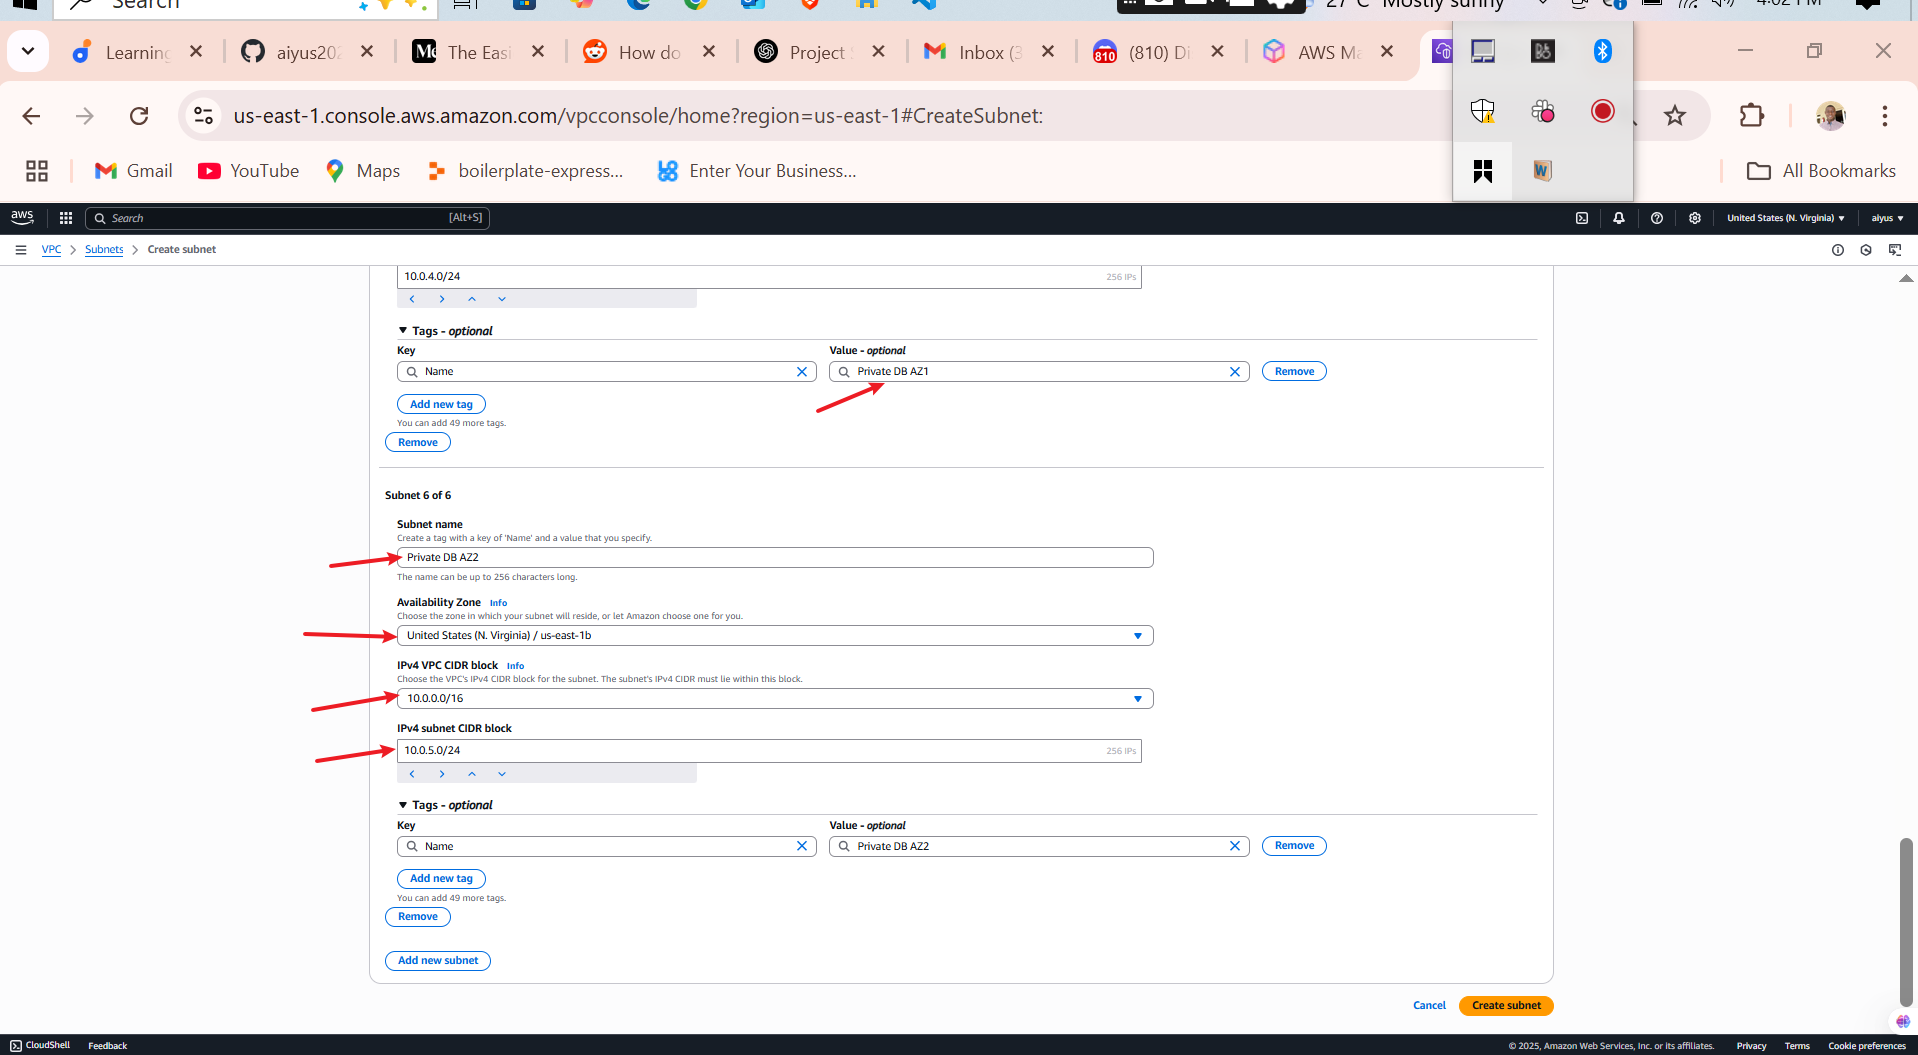 Search
27°C Mostly sunny
4:02 PM
Learning
aiyus202
The Easi
How do
Project
Inbox (3
(810) Di
AWS Ma
us-east-1.console.aws.amazon.com/vpcconsole/home?region=us-east-1#CreateSubnet:
Gmail
YouTube
Maps
boilerplate-express...
Enter Your Business...
All Bookmarks
aws
Search
[Alt+S]
United States (N. Virginia)
aiyus
VPC
Subnets
Create subnet
10.0.4.0/24
256 IPs
Tags - optional
Key
Value - optional
Name
Private DB AZ1
Remove
Add new tag
You can add 49 more tags.
Remove
Subnet 6 of 6
Subnet name
Create a tag with a key of 'Name' and a value that you specify.
Private DB AZ2
The name can be up to 256 characters long.
Availability Zone Info
Choose the zone in which your subnet will reside, or let Amazon choose one for you.
United States (N. Virginia) / us-east-1b
IPv4 VPC CIDR block Info
Choose the VPC's IPv4 CIDR block for the subnet. The subnet's IPv4 CIDR must lie within this block.
10.0.0.0/16
IPv4 subnet CIDR block
10.0.5.0/24
256 IPs
Tags - optional
Key
Value - optional
Name
Private DB AZ2
Remove
Add new tag
You can add 49 more tags.
Remove
Add new subnet
Cancel
Create subnet
CloudShell
Feedback
© 2025, Amazon Web Services, Inc. or its affiliates.
Privacy
Terms
Cookie preferences